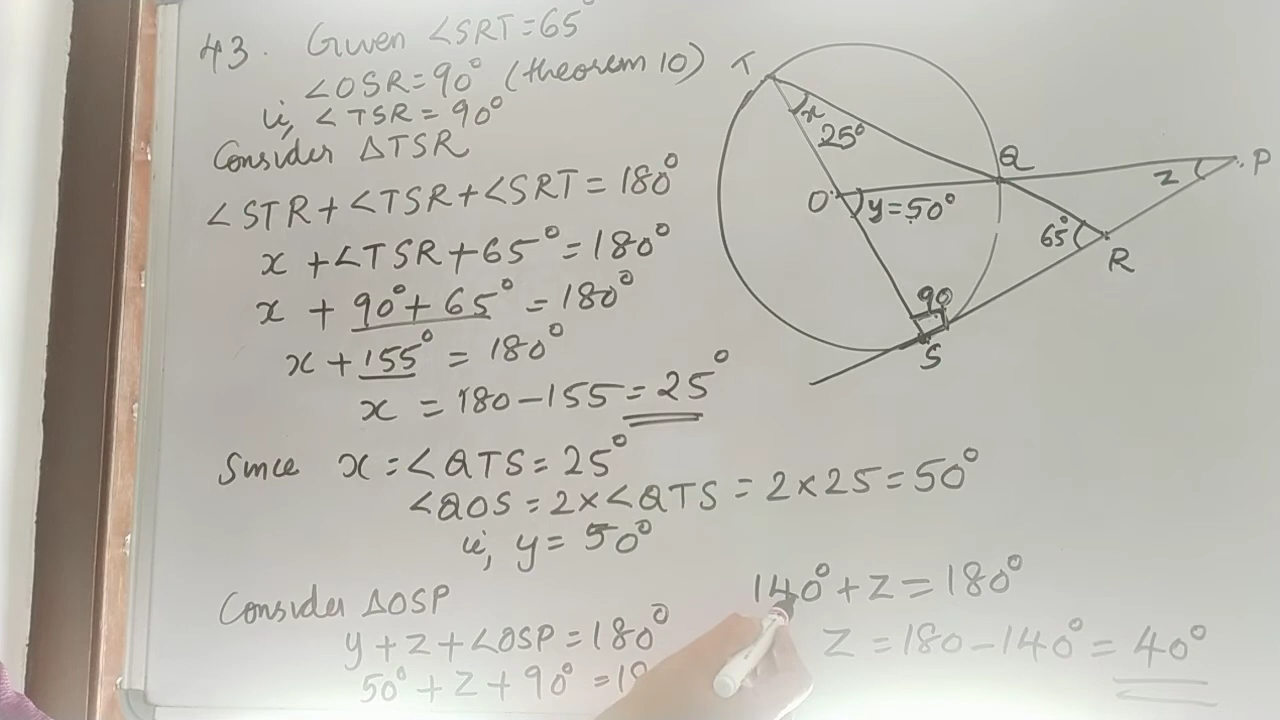 43. Given ∠SRT = 65°
∠OSR = 90° (theorem 10)
ie, ∠TSR = 90°
Consider ΔTSR
∠STR + ∠TSR + ∠SRT = 180°
x + ∠TSR + 65° = 180°
x + 90° + 65° = 180°
x + 155° = 180°
x = 180 - 155 = 25°
Since x = ∠QTS = 25°
∠QOS = 2 × ∠QTS = 2 × 25 = 50°
ie, y = 50°
Consider ΔOSP
y + z + ∠OSP = 180°
50° + z + 90° =
140° + z = 180°
z = 180 - 140° = 40°
T
x
25°
Q
P
z
O
y = 50°
65°
R
90
S